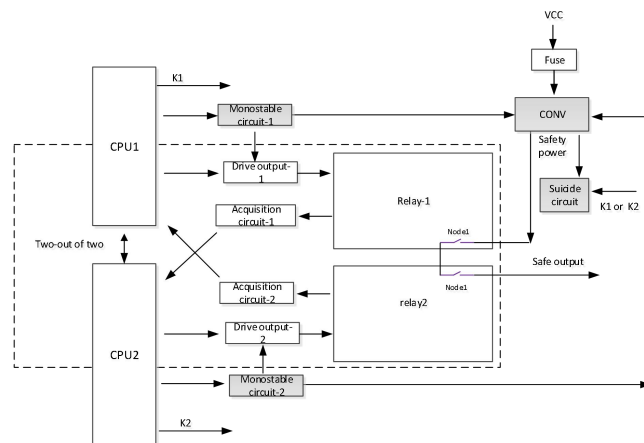 VCC
Fuse
K1
Monostable
circuit-1
CONV
CPU1
Safety
power
Drive output-
1
Relay-1
Suicide
circuit
K1 or K2
Acquisition
circuit-1
Node1
Two-out of two
Safe output
Acquisition
circuit-2
Node1
relay2
Drive output-
2
CPU2
Monostable
circuit-2
K2